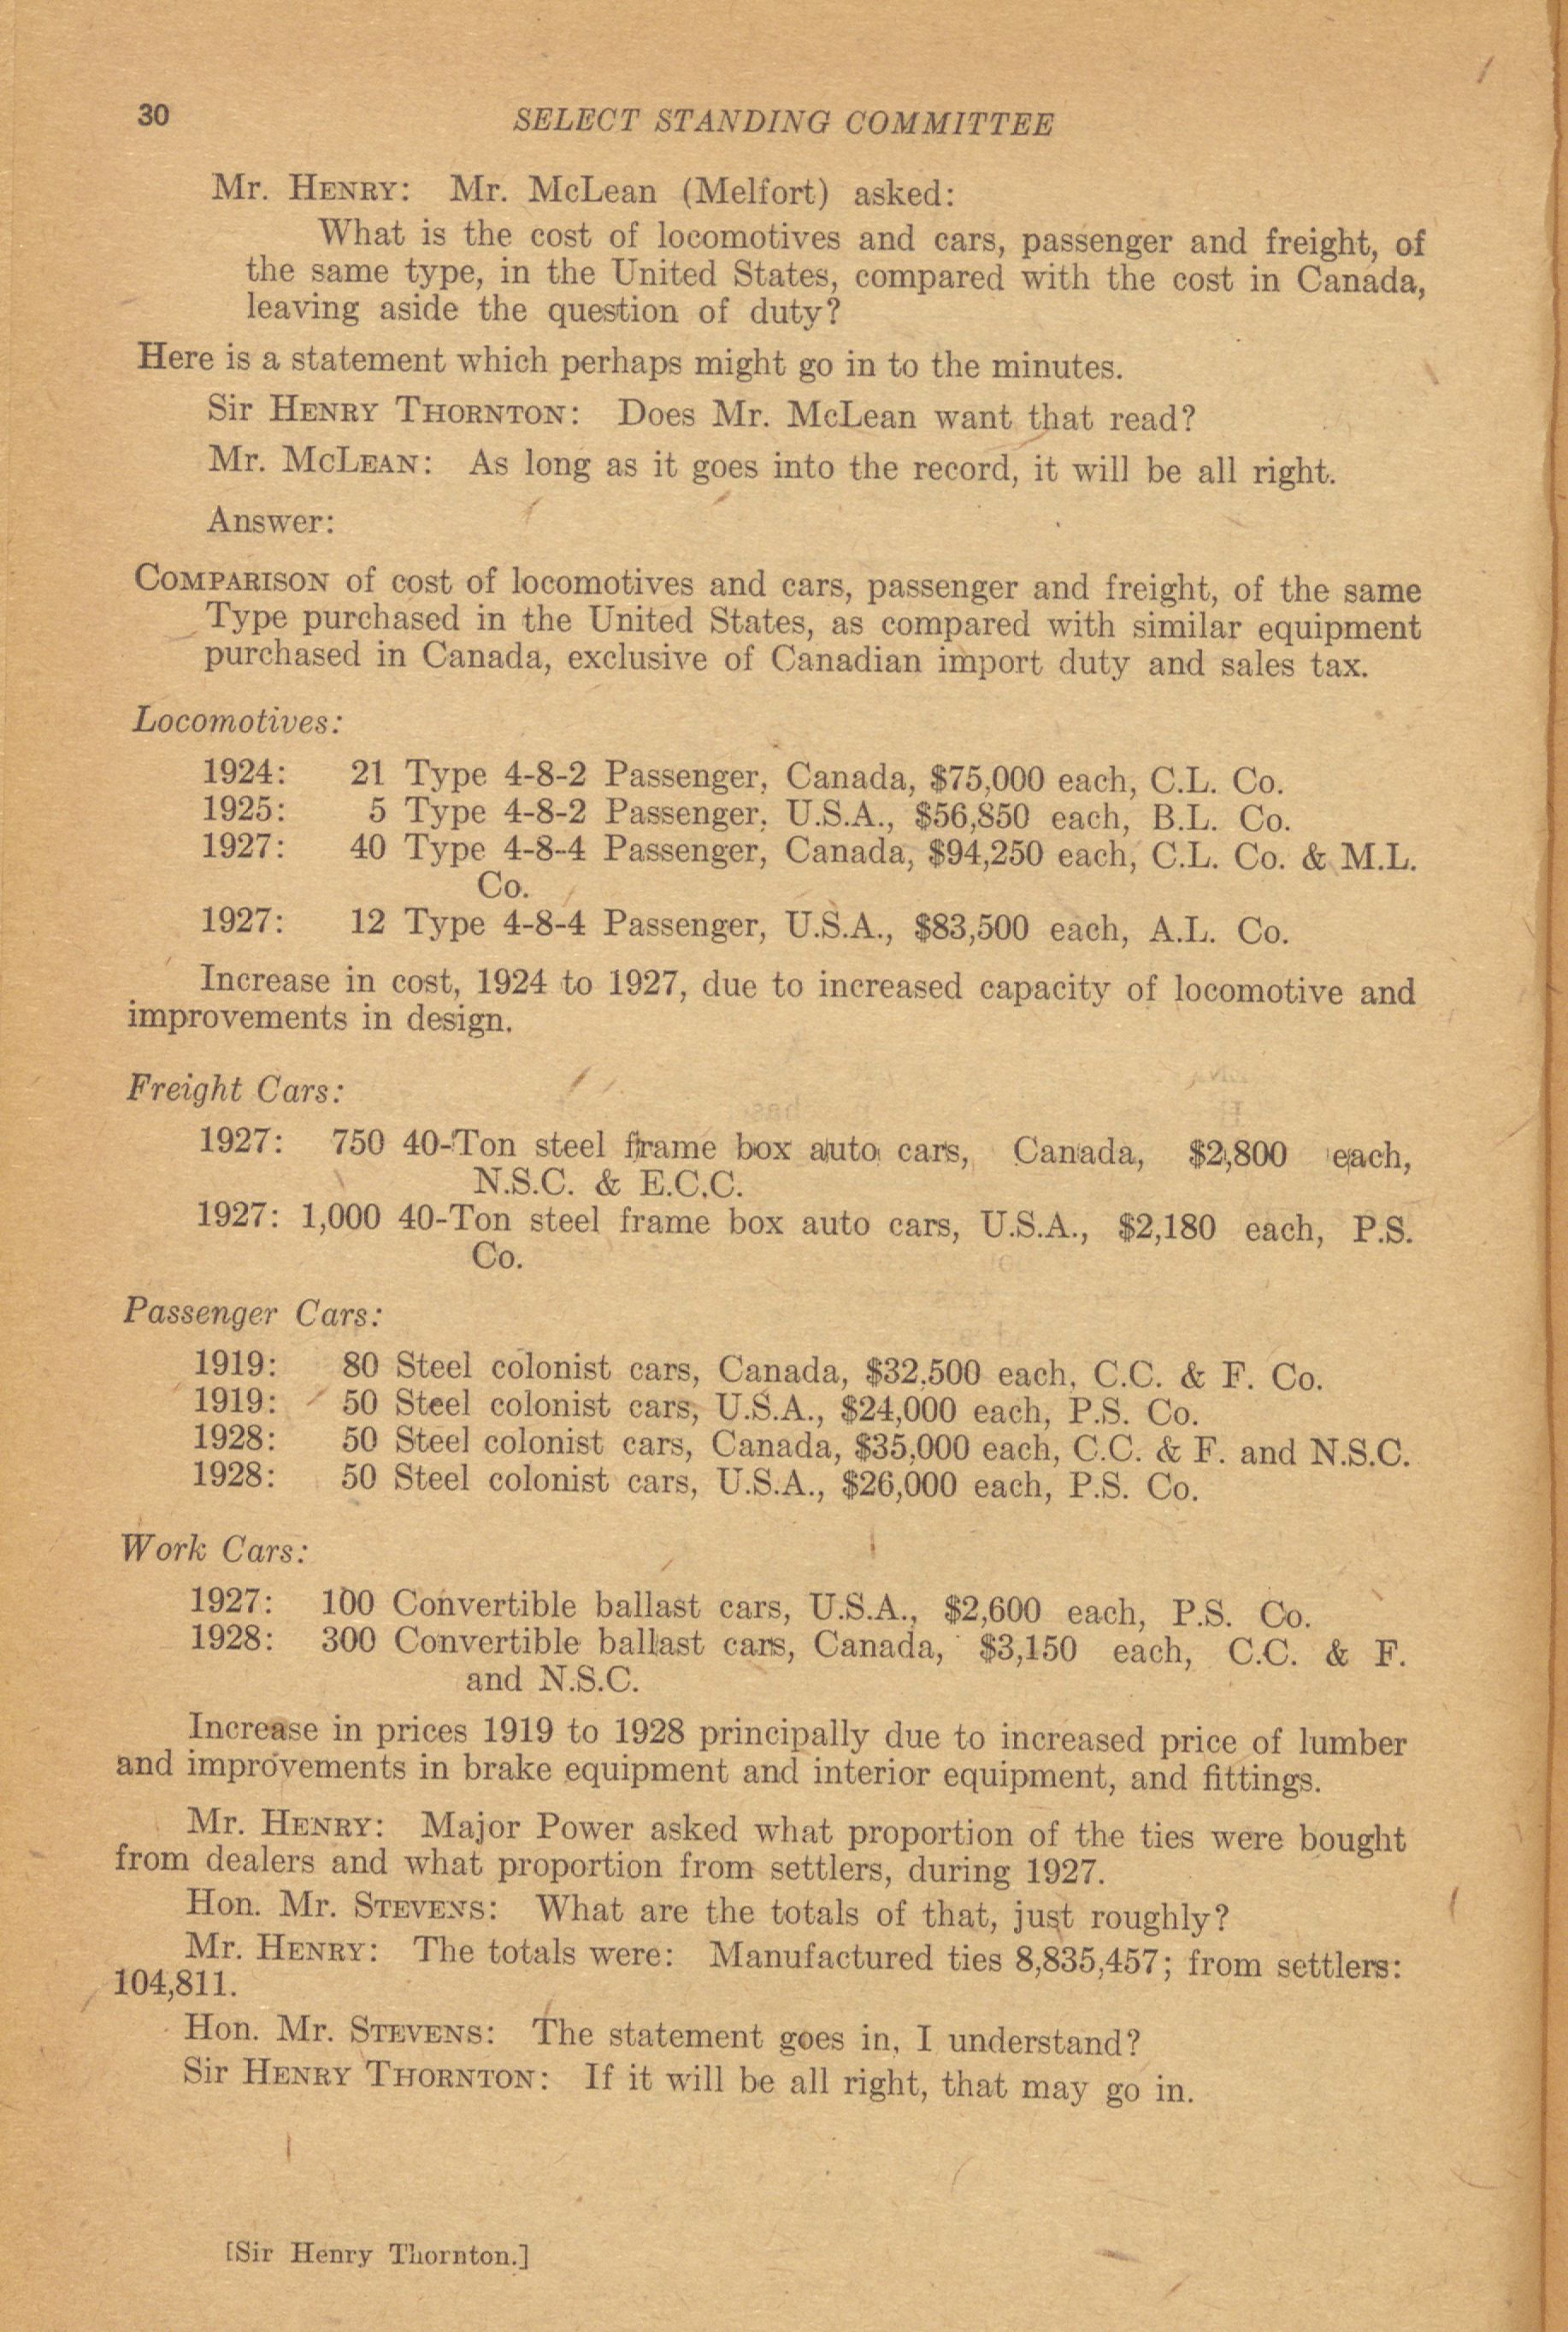 30
SELECT STANDING COMMITTEE
Mr. HENRY: Mr. McLean (Melfort) asked:
What is the cost of locomotives and cars, passenger and freight, of
the same type, in the United States, compared with the cost in Canada,
leaving aside the question of duty?
Here is a statement which perhaps might go in to the minutes.
Sir HENRY THORNTON: Does Mr. McLean want that read?
Mr. McLEAN: As long as it goes into the record, it will be all right.
Answer:
COMPARISON of cost of locomotives and cars, passenger and freight, of the same
Type purchased in the United States, as compared with similar equipment
purchased in Canada, exclusive of Canadian import duty and sales tax.
Locomotives:
1924: 21 Type 4-8-2 Passenger, Canada, $75,000 each, C.L. Co.
1925: 5 Type 4-8-2 Passenger, U.S.A., $56,850 each, B.L. Co.
1927: 40 Type 4-8-4 Passenger, Canada, $94,250 each, C.L. Co. & M.L.
Co.
1927: 12 Type 4-8-4 Passenger, U.S.A., $83,500 each, A.L. Co.
Increase in cost, 1924 to 1927, due to increased capacity of locomotive and
improvements in design.
Freight Cars:
1927: 750 40-Ton steel frame box auto cars, Canada, $2,800 each,
N.S.C. & E.C.C.
1927: 1,000 40-Ton steel frame box auto cars, U.S.A., $2,180 each, P.S.
Co.
Passenger Cars:
1919: 80 Steel colonist cars, Canada, $32,500 each, C.C. & F. Co.
1919: 50 Steel colonist cars, U.S.A., $24,000 each, P.S. Co.
1928: 50 Steel colonist cars, Canada, $35,000 each, C.C. & F. and N.S.C.
1928: 50 Steel colonist cars, U.S.A., $26,000 each, P.S. Co.
Work Cars:
1927: 100 Convertible ballast cars, U.S.A., $2,600 each, P.S. Co.
1928: 300 Convertible ballast cars, Canada, $3,150 each, C.C. & F.
and N.S.C.
Increase in prices 1919 to 1928 principally due to increased price of lumber
and improvements in brake equipment and interior equipment, and fittings.
Mr. HENRY: Major Power asked what proportion of the ties were bought
from dealers and what proportion from settlers, during 1927.
Hon. Mr. STEVENS: What are the totals of that, just roughly?
Mr. HENRY: The totals were: Manufactured ties 8,835,457; from settlers:
104,811.
Hon. Mr. STEVENS: The statement goes in, I understand?
Sir HENRY THORNTON: If it will be all right, that may go in.
[Sir Henry Thornton.]